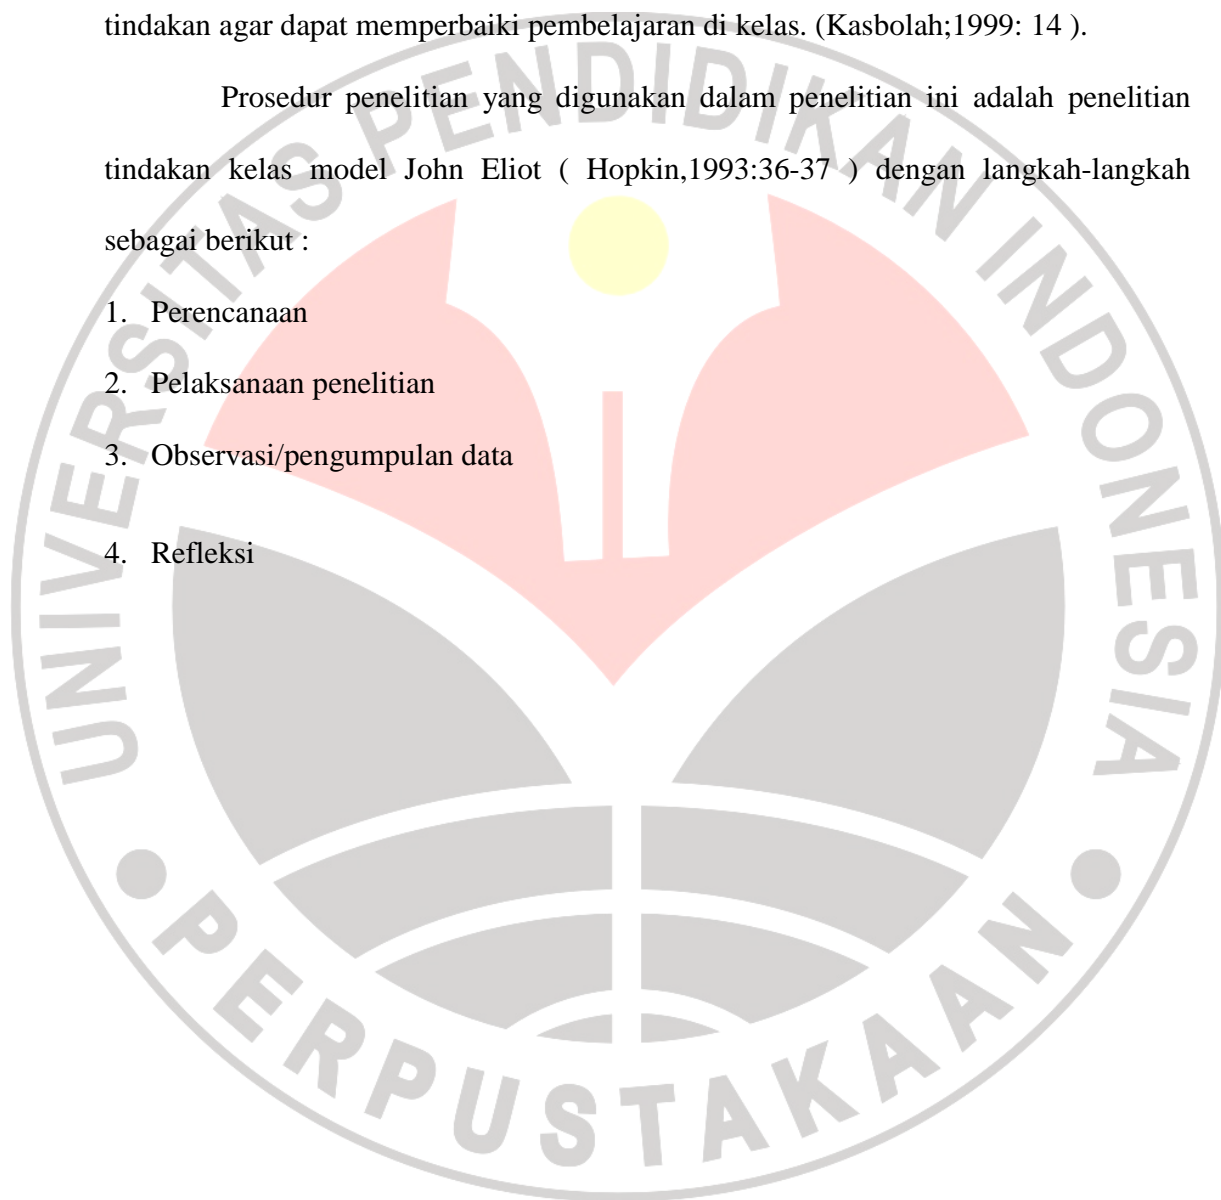 tindakan agar dapat memperbaiki pembelajaran di kelas. (Kasbolah;1999: 14 ).
Prosedur penelitian yang digunakan dalam penelitian ini adalah penelitian
tindakan kelas model John Eliot ( Hopkin,1993:36-37 ) dengan langkah-langkah
sebagai berikut :
1. Perencanaan
2. Pelaksanaan penelitian
3. Observasi/pengumpulan data
4. Refleksi
UNIVERSITAS PENDIDIKAN INDONESIA
PERPUSTAKAAN